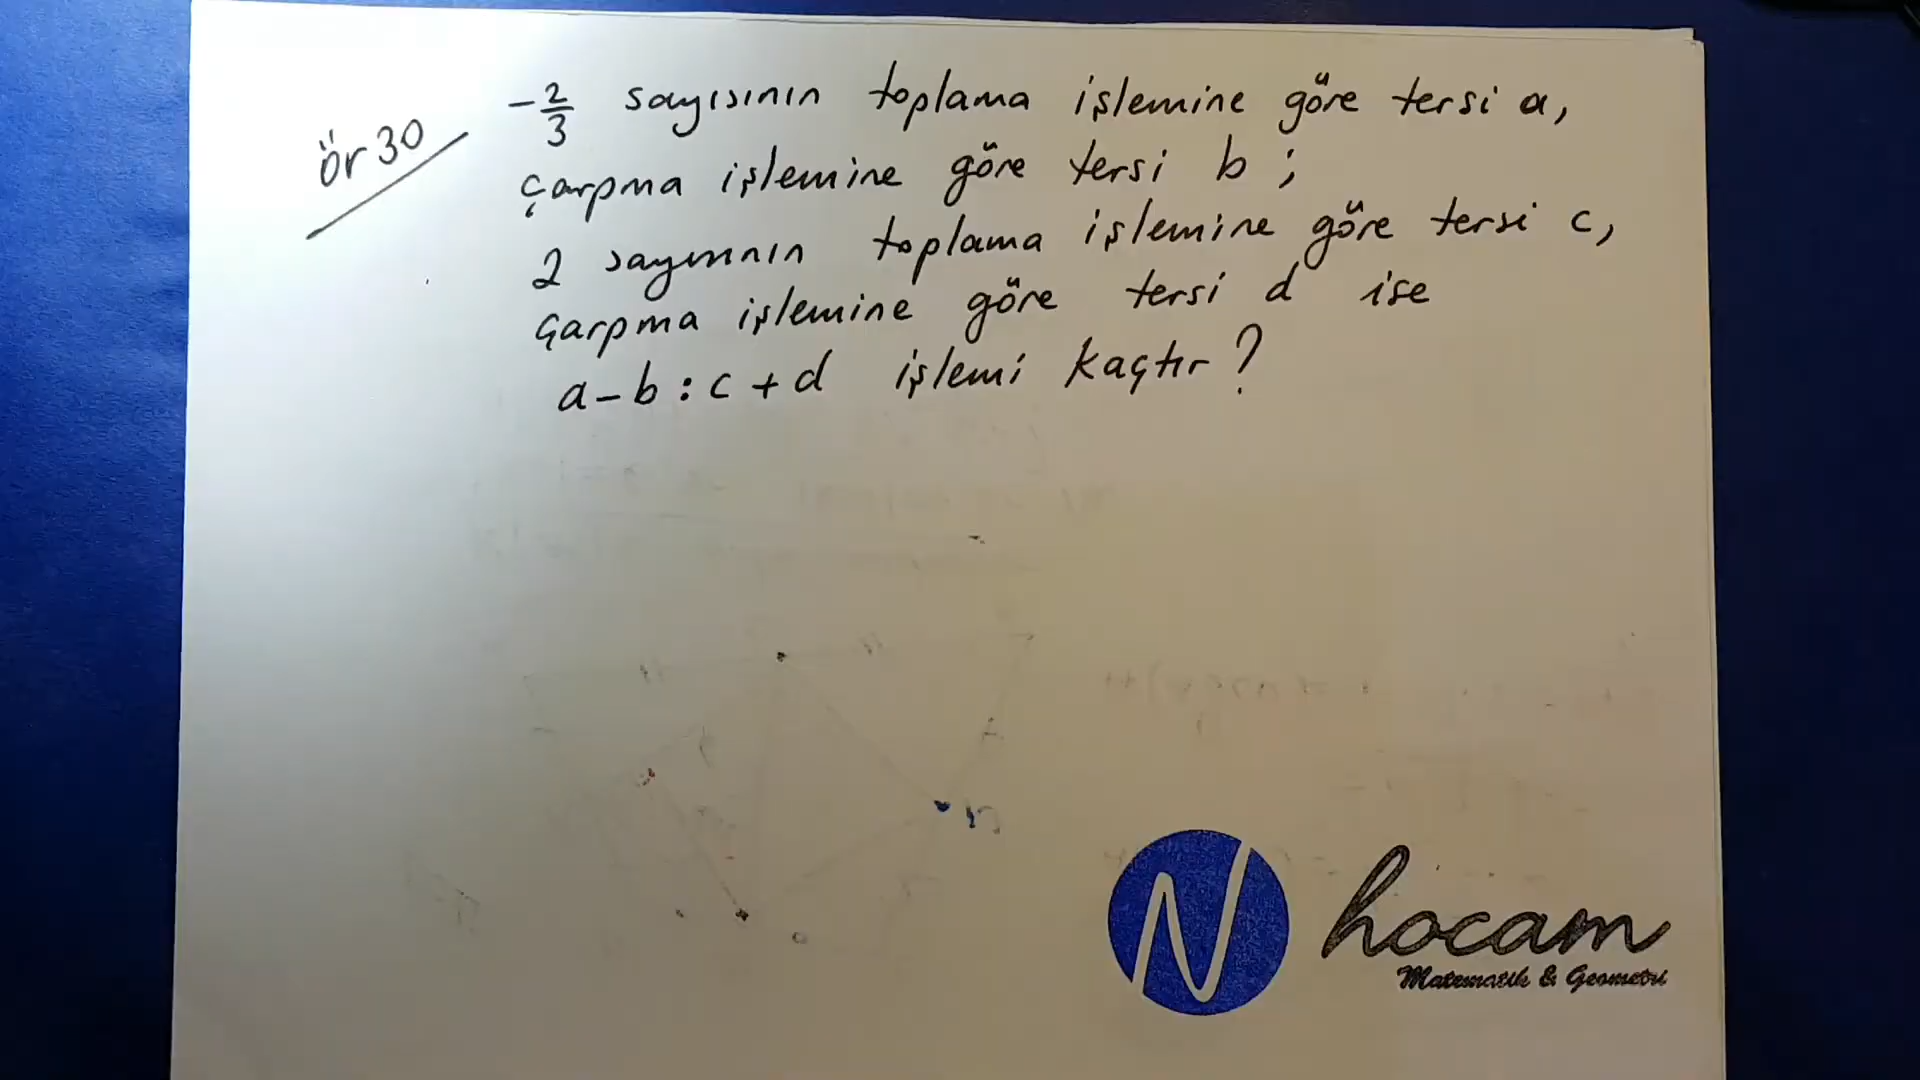 ör 30
-2/3 sayısının toplama işlemine göre tersi a,
çarpma işlemine göre tersi b ;
2 sayısının toplama işlemine göre tersi c,
çarpma işlemine göre tersi d ise
a-b:c+d işlemi kaçtır?
N hocam
Matematik & Geometri